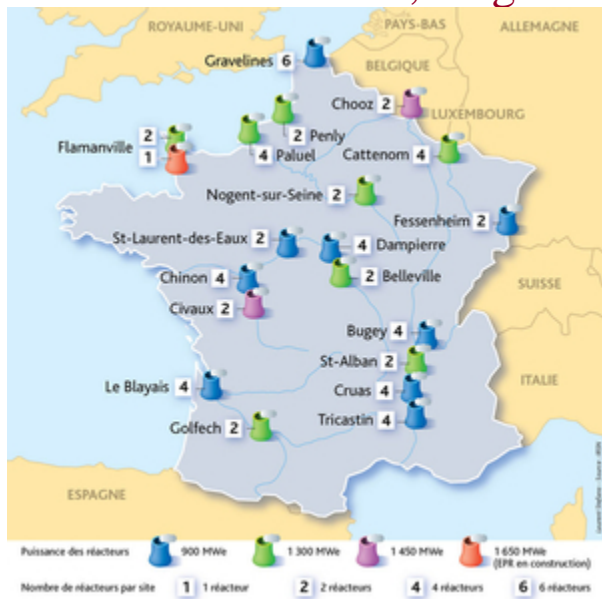 ROYAUME-UNI
PAYS-BAS
ALLEMAGNE
Gravelines 6
BELGIQUE
Chooz 2
LUXEMBOURG
2
Flamanville
1
2 Penly
4 Paluel
Cattenom 4
Nogent-sur-Seine 2
Fessenheim 2
St-Laurent-des-Eaux 2
4 Dampierre
Chinon 4
2 Belleville
SUISSE
Civaux 2
Bugey 4
St-Alban 2
Le Blayais 4
Cruas 4
ITALIE
Golfech 2
Tricastin 4
ESPAGNE
Puissance des réacteurs 900 MWe 1 300 MWe 1 450 MWe 1 650 MWe
(EPR en construction)
Nombre de réacteurs par site 1 1 réacteur 2 2 réacteurs 4 4 réacteurs 6 6 réacteurs